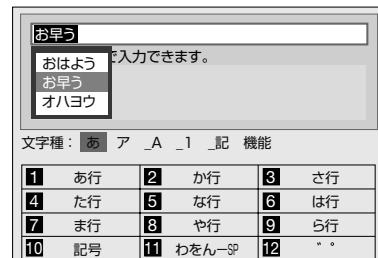 お早う
で入力できます。
おはよう
お早う
オハヨウ
文字種： あ ア _A _1 _記 機能
1 あ行 2 か行 3 さ行
4 た行 5 な行 6 は行
7 ま行 8 や行 9 ら行
10 記号 11 わをんーSP 12 ゛゜